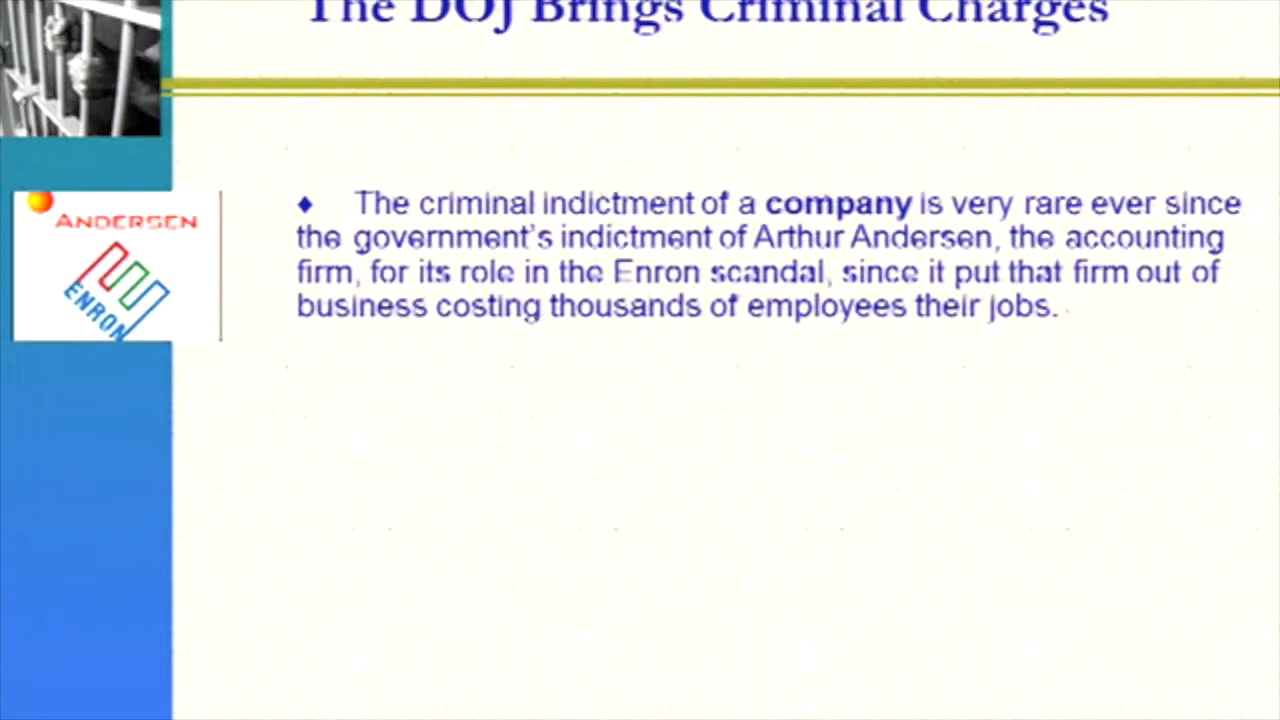 The DOJ Brings Criminal Charges
ANDERSEN
ENRON
♦ The criminal indictment of a company is very rare ever since
the government's indictment of Arthur Andersen, the accounting
firm, for its role in the Enron scandal, since it put that firm out of
business costing thousands of employees their jobs.